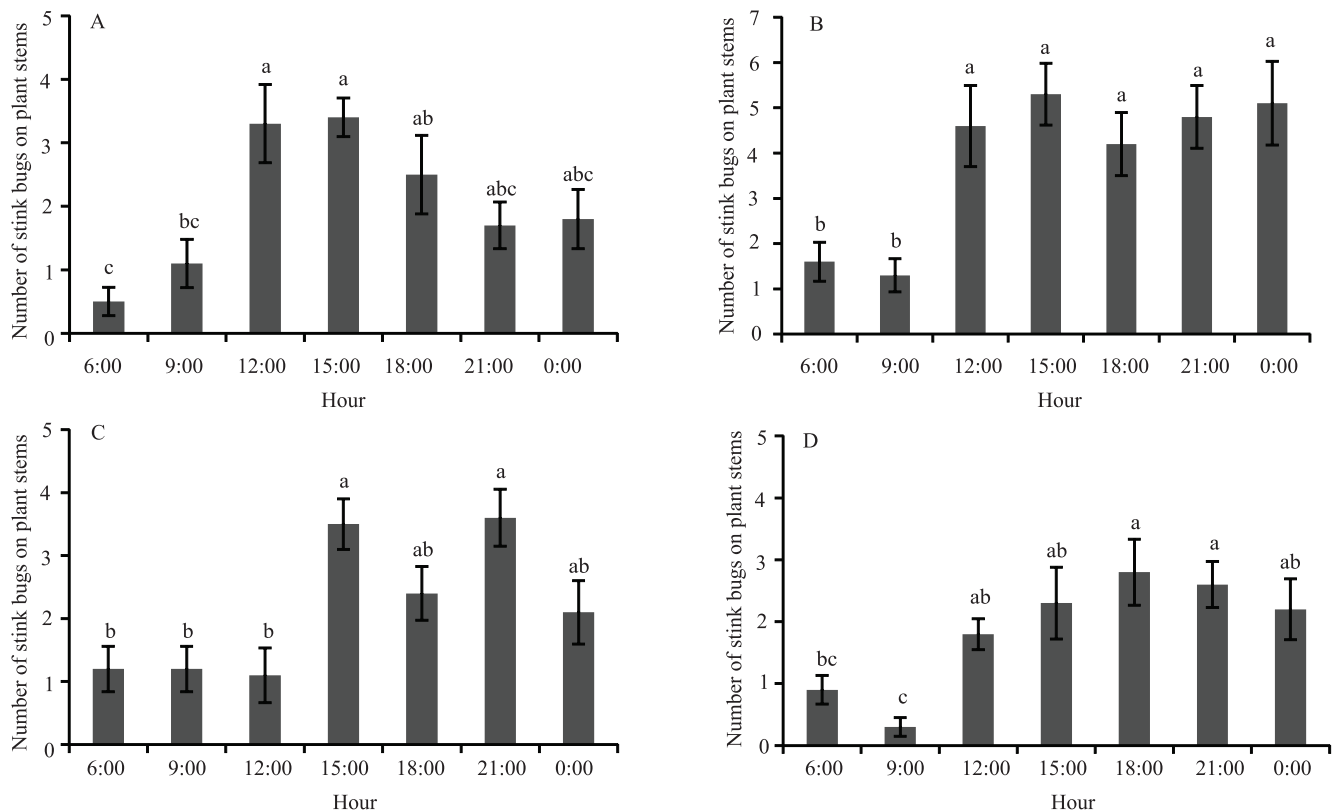 A
Number of stink bugs on plant stems
5
4
3
2
1
0
c
bc
a
a
ab
abc
abc
6:00 9:00 12:00 15:00 18:00 21:00 0:00
Hour
B
Number of stink bugs on plant stems
7
6
5
4
3
2
1
0
b
b
a
a
a
a
a
6:00 9:00 12:00 15:00 18:00 21:00 0:00
Hour
C
Number of stink bugs on plant stems
5
4
3
2
1
0
b
b
b
a
ab
a
ab
6:00 9:00 12:00 15:00 18:00 21:00 0:00
Hour
D
Number of stink bugs on plant stems
5
4
3
2
1
0
bc
c
ab
ab
a
a
ab
6:00 9:00 12:00 15:00 18:00 21:00 0:00
Hour